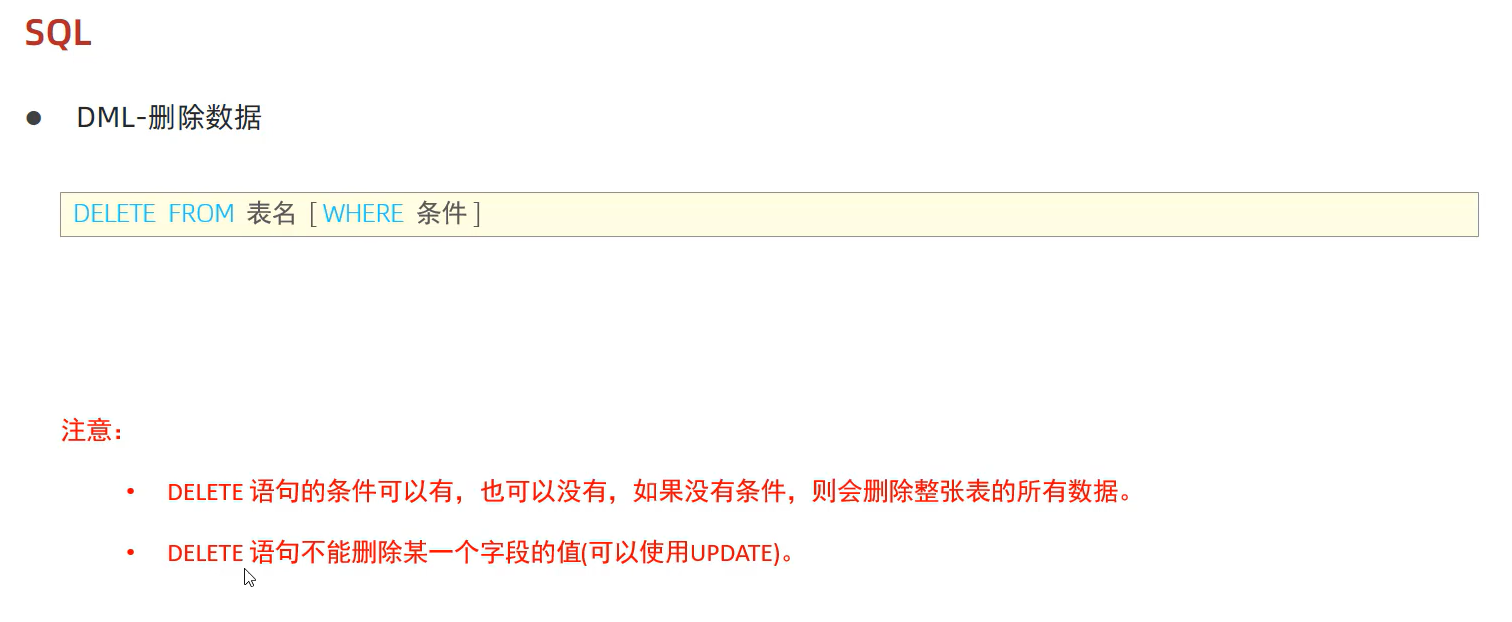 SQL
DML-删除数据
DELETE FROM 表名 [ WHERE 条件 ]
注意：
DELETE 语句的条件可以有，也可以没有，如果没有条件，则会删除整张表的所有数据。
DELETE 语句不能删除某一个字段的值(可以使用UPDATE)。